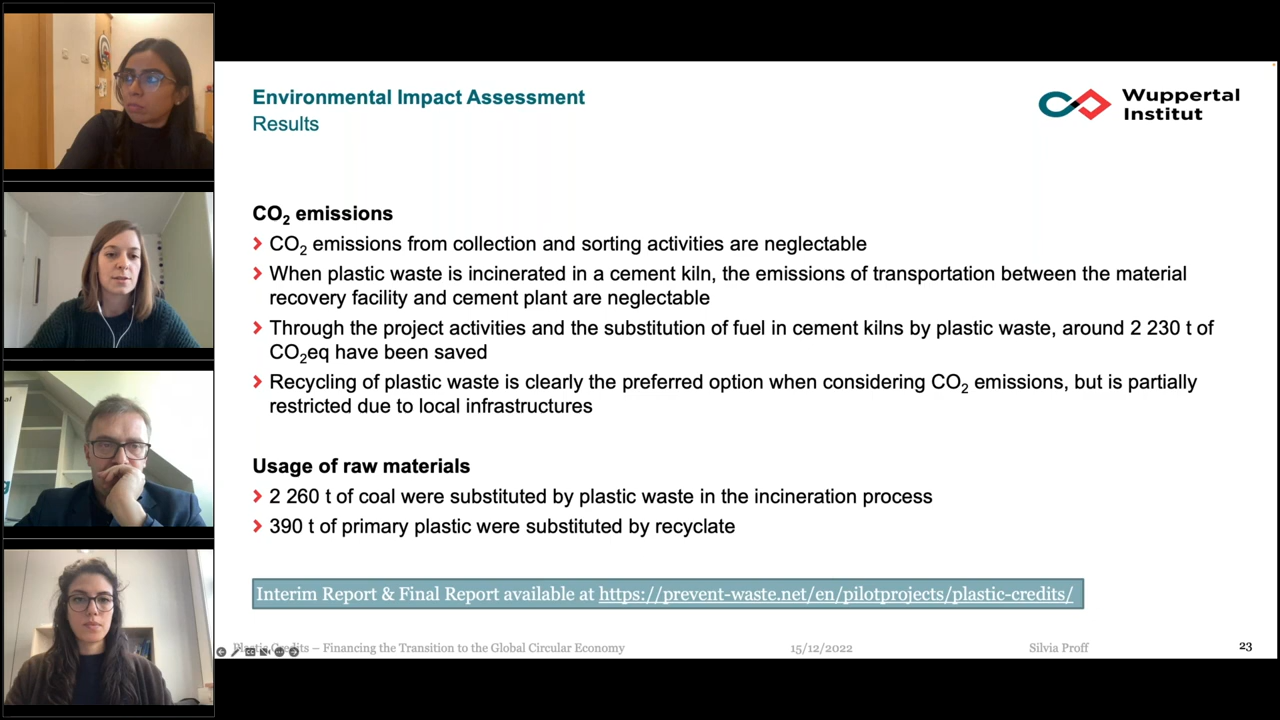 Environmental Impact Assessment
Results
Wuppertal
Institut
CO₂ emissions
CO₂ emissions from collection and sorting activities are neglectable
When plastic waste is incinerated in a cement kiln, the emissions of transportation between the material
recovery facility and cement plant are neglectable
Through the project activities and the substitution of fuel in cement kilns by plastic waste, around 2 230 t of
CO₂eq have been saved
Recycling of plastic waste is clearly the preferred option when considering CO₂ emissions, but is partially
restricted due to local infrastructures
Usage of raw materials
2 260 t of coal were substituted by plastic waste in the incineration process
390 t of primary plastic were substituted by recyclate
Interim Report & Final Report available at https://prevent-waste.net/en/pilotprojects/plastic-credits/
Plastic Credits – Financing the Transition to the Global Circular Economy
15/12/2022
Silvia Proff
23